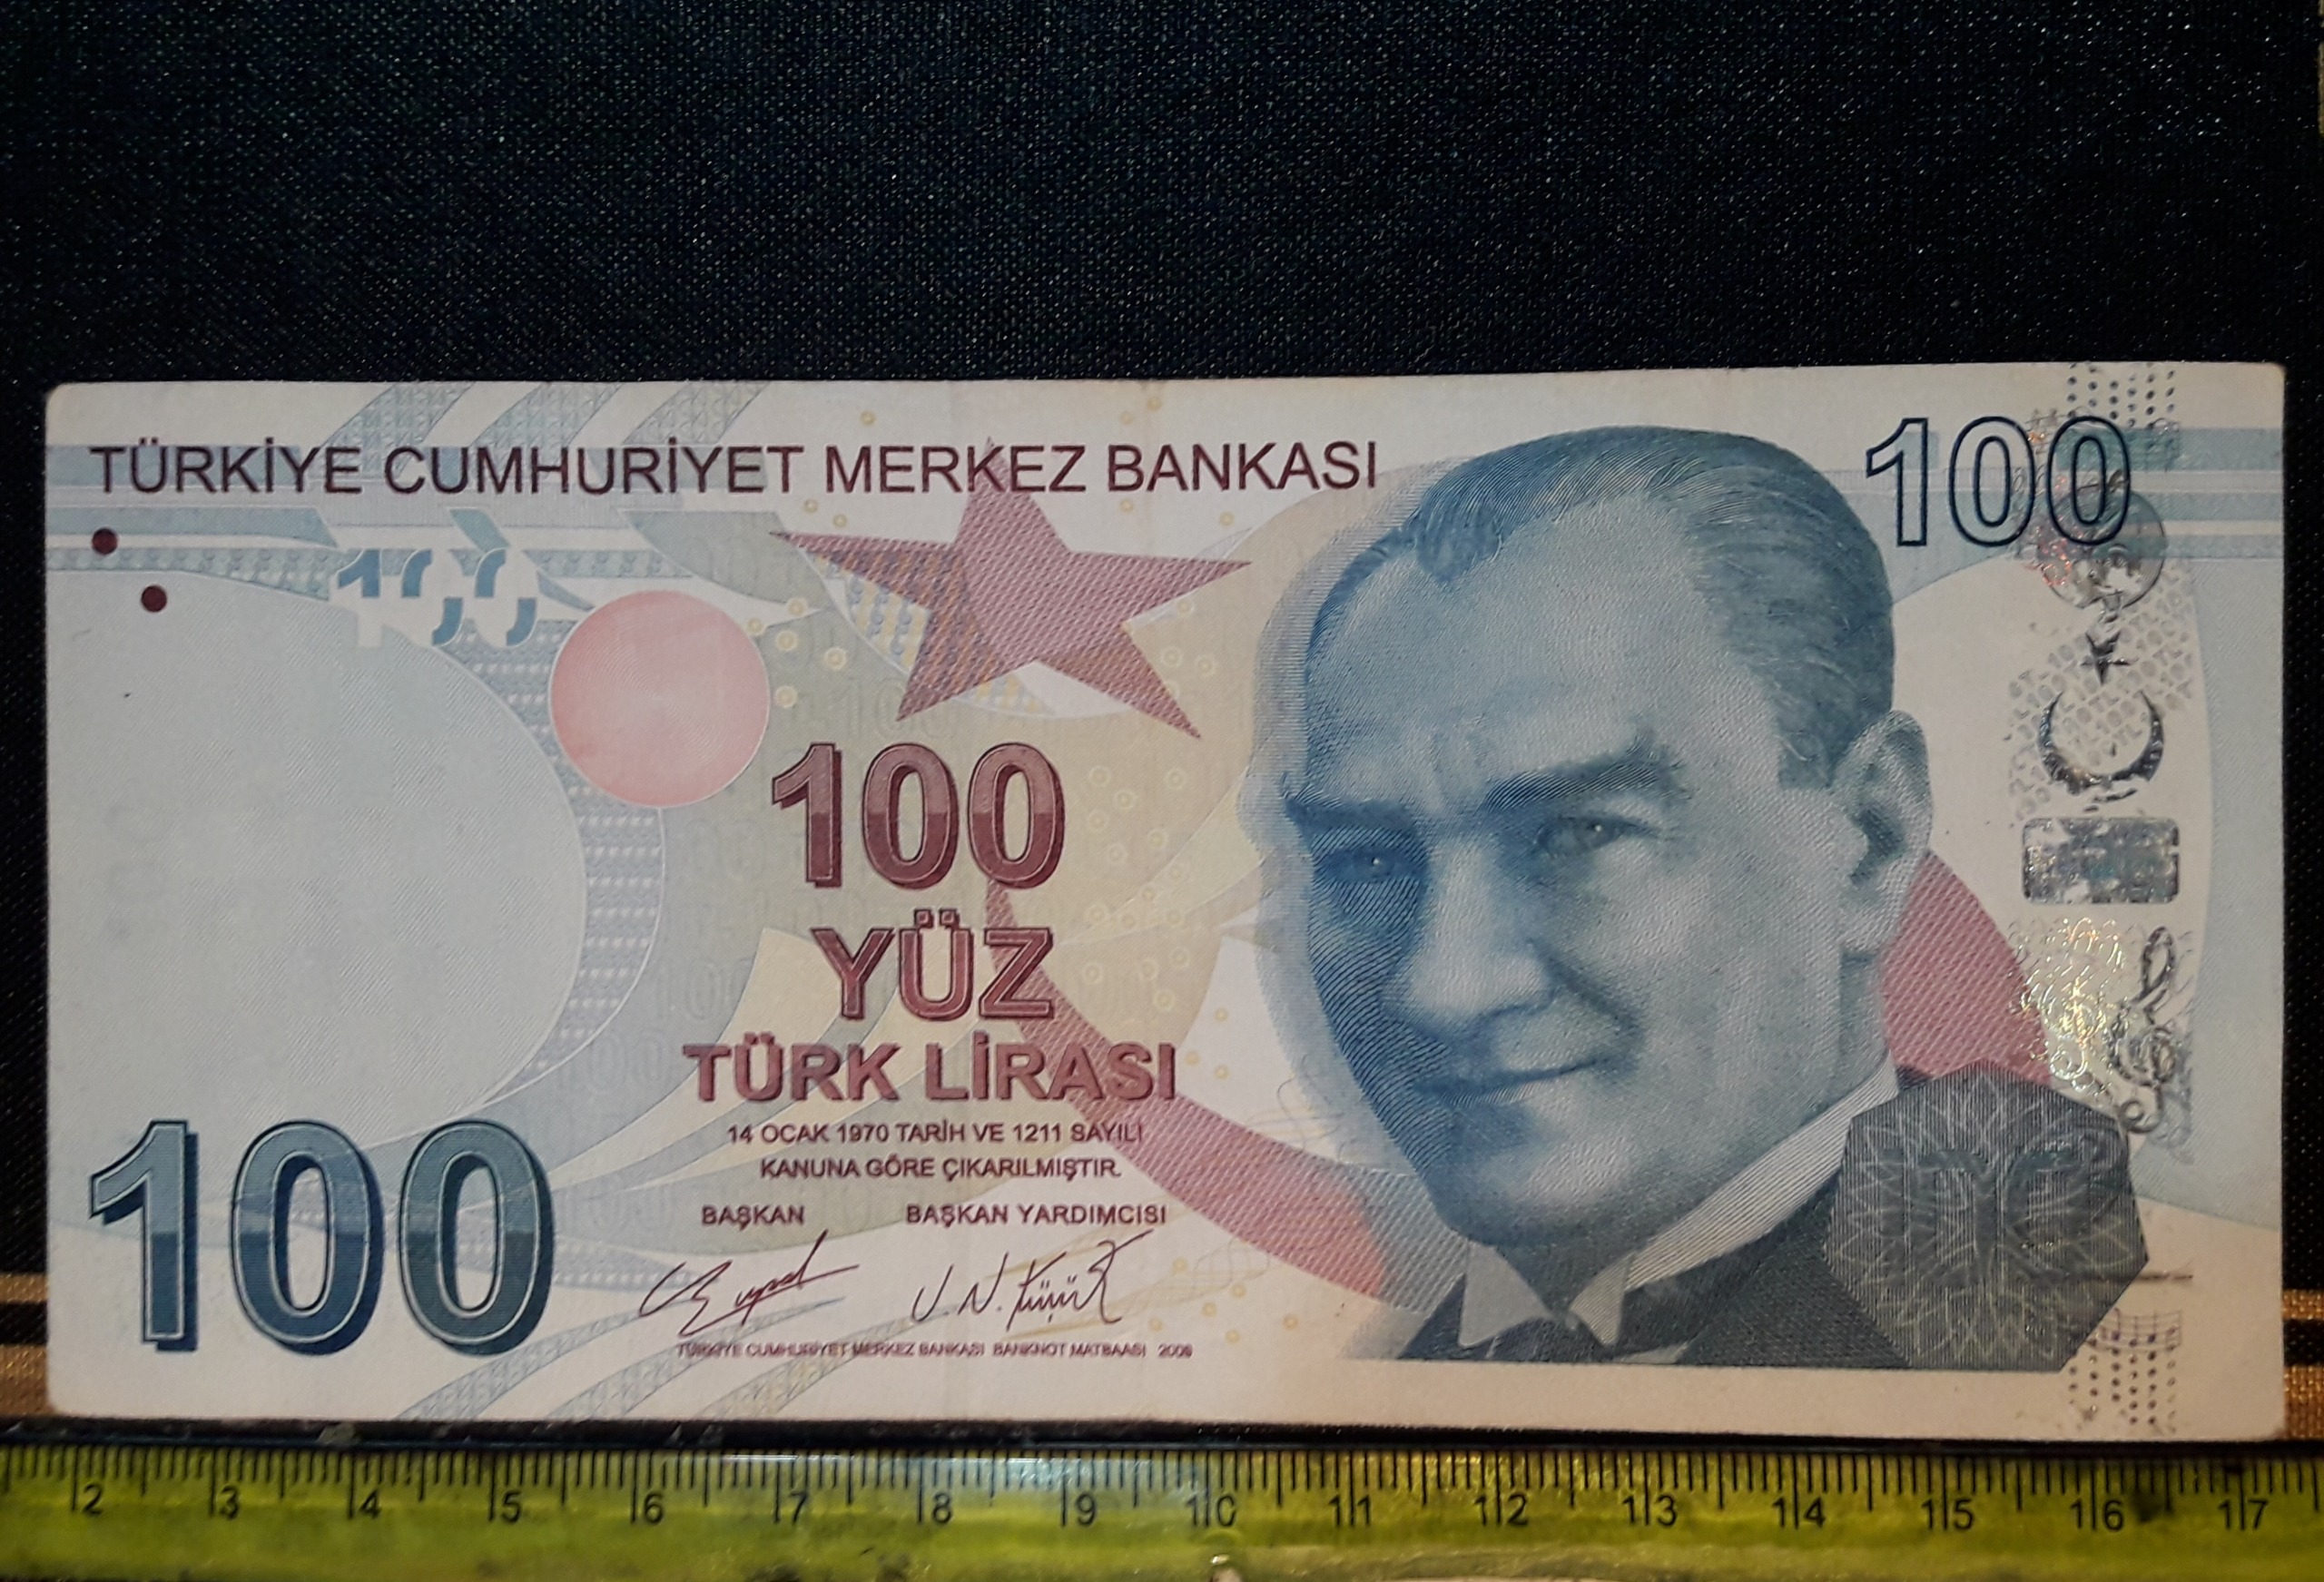 TÜRKİYE CUMHURİYET MERKEZ BANKASI
100
100
100
YÜZ
TÜRK LİRASI
14 OCAK 1970 TARİH VE 1211 SAYILI
KANUNA GÖRE ÇIKARILMIŞTIR.
BAŞKAN BAŞKAN YARDIMCISI
100
TÜRKİYE CUMHURİYET MERKEZ BANKASI BANKNOT MATBAASI 2009
2 3 4 5 6 7 8 9 10 11 12 13 14 15 16 17